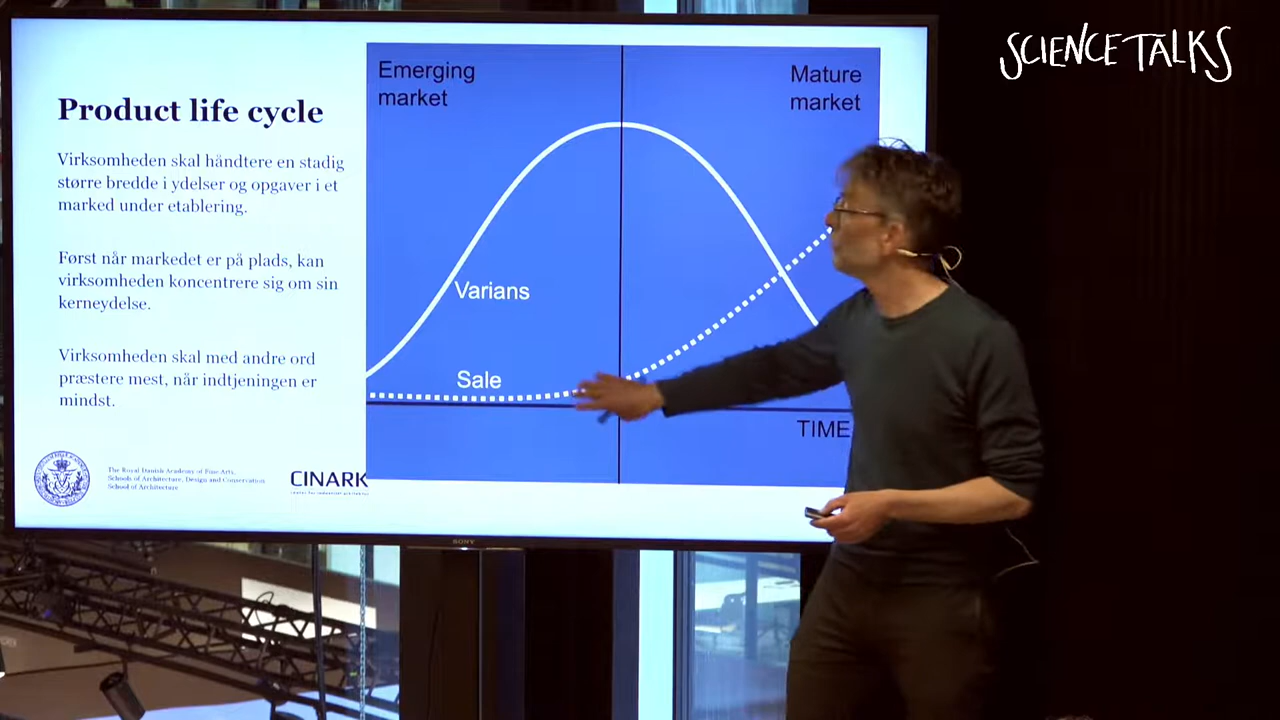 SCIENCE TALKS
Product life cycle
Virksomheden skal håndtere en stadig
større bredde i ydelser og opgaver i et
marked under etablering.
Først når markedet er på plads, kan
virksomheden koncentrere sig om sin
kerneydelse.
Virksomheden skal med andre ord
præstere mest, når indtjeningen er
mindst.
The Royal Danish Academy of Fine Arts,
Schools of Architecture, Design and Conservation
School of Architecture
CINARK
Emerging
market
Mature
market
Varians
Sale
TIME
SONY